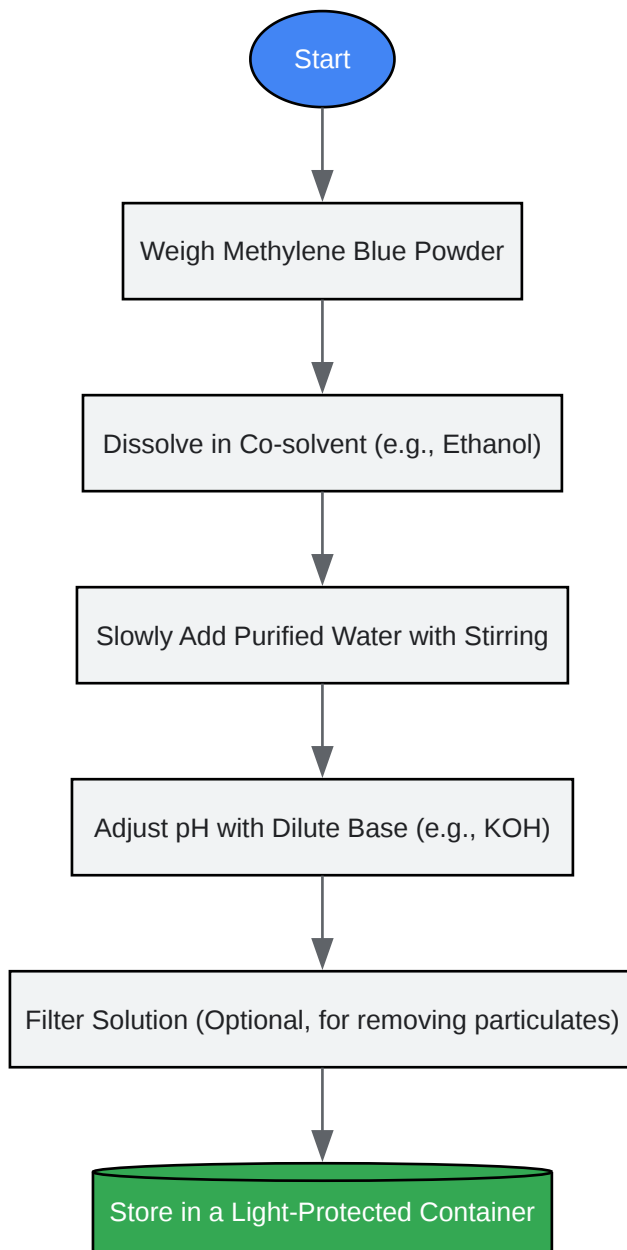 Start
Weigh Methylene Blue Powder
Dissolve in Co-solvent (e.g., Ethanol)
Slowly Add Purified Water with Stirring
Adjust pH with Dilute Base (e.g., KOH)
Filter Solution (Optional, for removing particulates)
Store in a Light-Protected Container